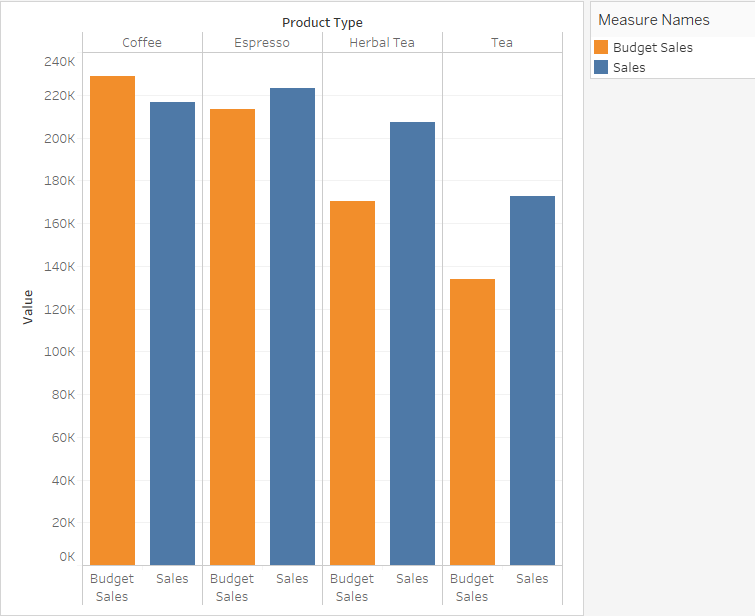 Product Type
Coffee Espresso Herbal Tea Tea
240K
220K
200K
180K
160K
140K
120K
100K
80K
60K
40K
20K
0K
Value
Budget Sales Sales Budget Sales Sales Budget Sales Sales Budget Sales Sales
Measure Names
Budget Sales
Sales